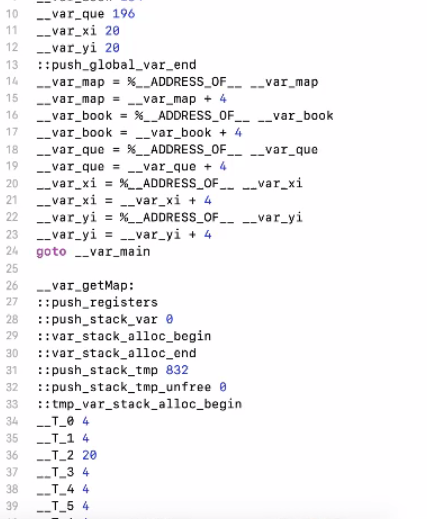 10 __var_que 196
11 __var_xi 20
12 __var_yi 20
13 ::push_global_var_end
14 __var_map = %__ADDRESS_OF__ __var_map
15 __var_map = __var_map + 4
16 __var_book = %__ADDRESS_OF__ __var_book
17 __var_book = __var_book + 4
18 __var_que = %__ADDRESS_OF__ __var_que
19 __var_que = __var_que + 4
20 __var_xi = %__ADDRESS_OF__ __var_xi
21 __var_xi = __var_xi + 4
22 __var_yi = %__ADDRESS_OF__ __var_yi
23 __var_yi = __var_yi + 4
24 goto __var_main
25
26 __var_getMap:
27 ::push_registers
28 ::push_stack_var 0
29 ::var_stack_alloc_begin
30 ::var_stack_alloc_end
31 ::push_stack_tmp 832
32 ::push_stack_tmp_unfree 0
33 ::tmp_var_stack_alloc_begin
34 __T_0 4
35 __T_1 4
36 __T_2 20
37 __T_3 4
38 __T_4 4
39 __T_5 4